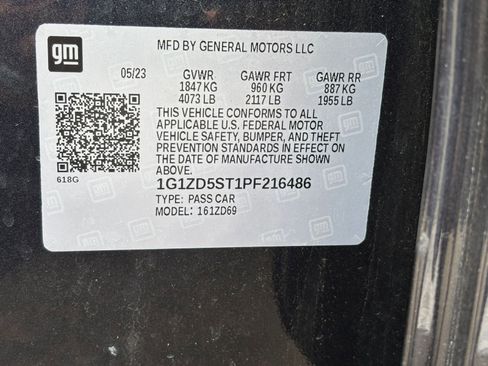 gm
MFD BY GENERAL MOTORS LLC
05/23 GVWR GAWR FRT GAWR RR
1847 KG 960 KG 887 KG
4073 LB 2117 LB 1955 LB
THIS VEHICLE CONFORMS TO ALL
APPLICABLE U.S. FEDERAL MOTOR
VEHICLE SAFETY, BUMPER, AND THEFT
PREVENTION STANDARDS IN EFFECT ON
THE DATE OF MANUFACTURE SHOWN
ABOVE.
618G
1G1ZD5ST1PF216486
TYPE: PASS CAR
MODEL: 161ZD69